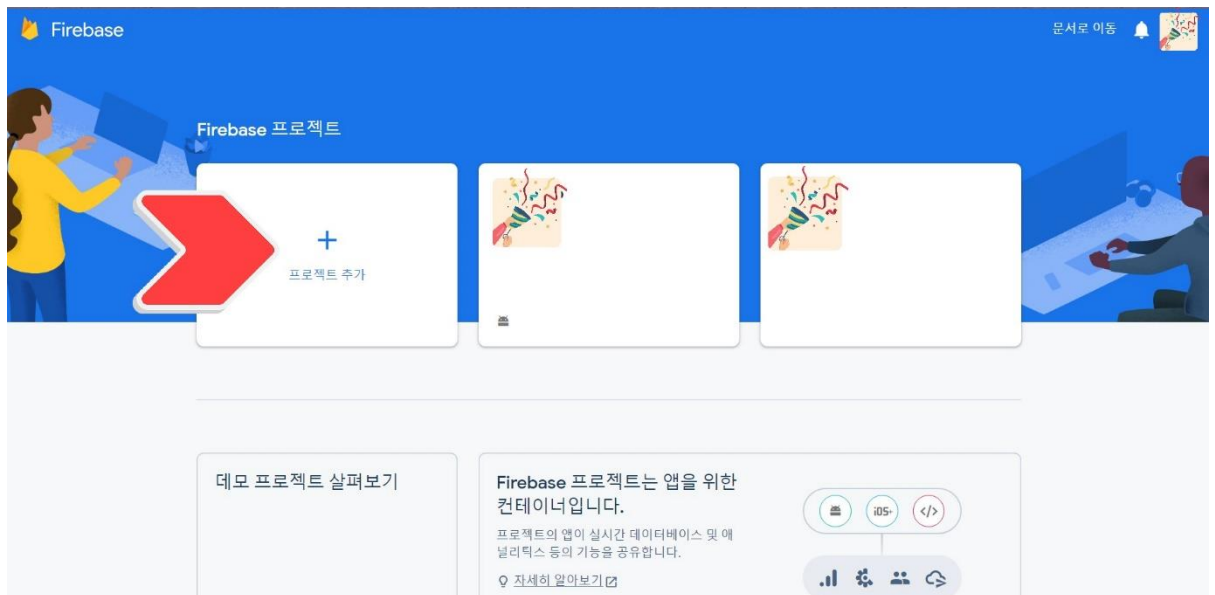 Firebase
문서로 이동
Firebase 프로젝트
프로젝트 추가
데모 프로젝트 살펴보기
Firebase 프로젝트는 앱을 위한
컨테이너입니다.
프로젝트의 앱이 실시간 데이터베이스 및 애
널리틱스 등의 기능을 공유합니다.
자세히 알아보기
iOS+